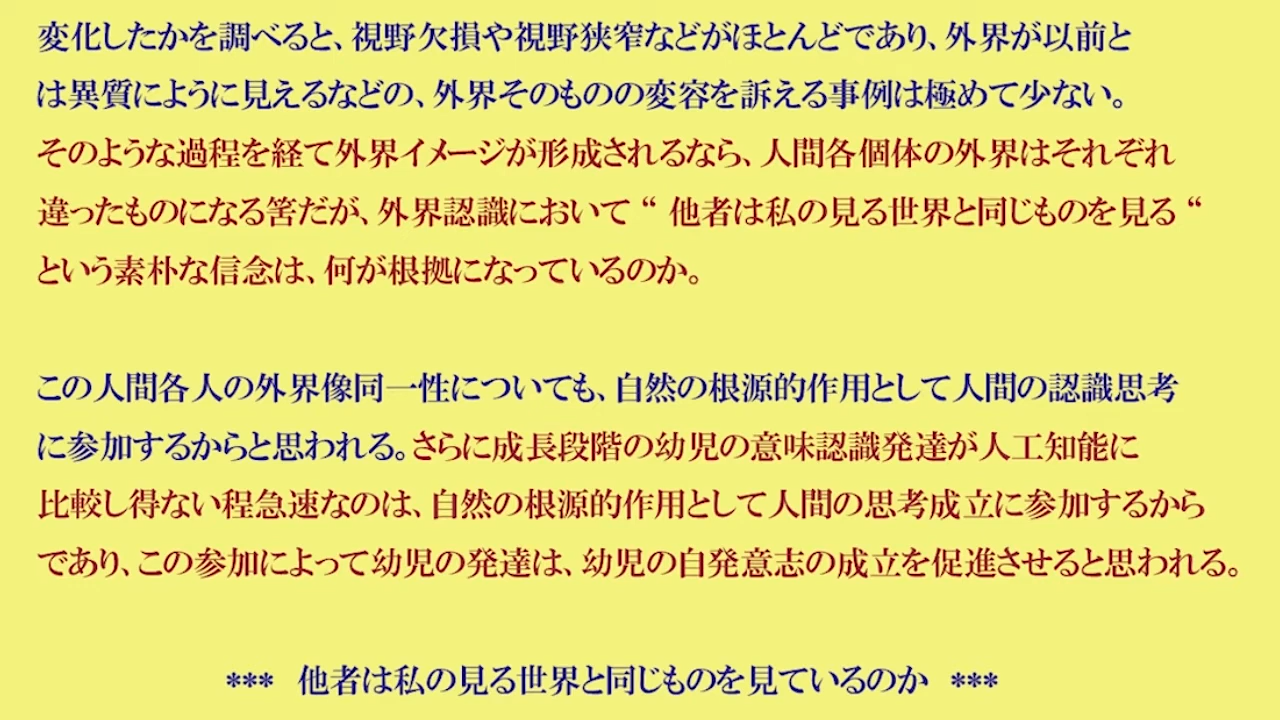 変化したかを調べると、視野欠損や視野狭窄などがほとんどであり、外界が以前と
は異質にように見えるなどの、外界そのものの変容を訴える事例は極めて少ない。
そのような過程を経て外界イメージが形成されるなら、人間各個体の外界はそれぞれ
違ったものになる筈だが、外界認識において “ 他者は私の見る世界と同じものを見る “
という素朴な信念は、何が根拠になっているのか。
この人間各人の外界像同一性についても、自然の根源的作用として人間の認識思考
に参加するからと思われる。さらに成長段階の幼児の意味認識発達が人工知能に
比較し得ない程急速なのは、自然の根源的作用として人間の思考成立に参加するから
であり、この参加によって幼児の発達は、幼児の自発意志の成立を促進させると思われる。
*** 他者は私の見る世界と同じものを見ているのか ***